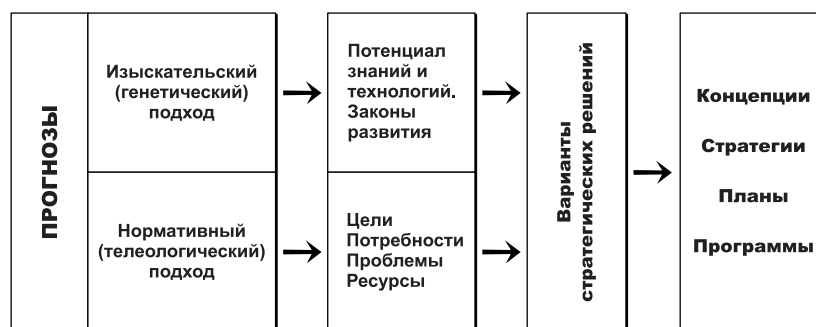 ПРОГНОЗЫ
Изыскательский
(генетический)
подход
Потенциал
знаний и
технологий.
Законы
развития
Нормативный
(телеологический)
подход
Цели
Потребности
Проблемы
Ресурсы
Варианты
стратегических решений
Концепции
Стратегии
Планы
Программы